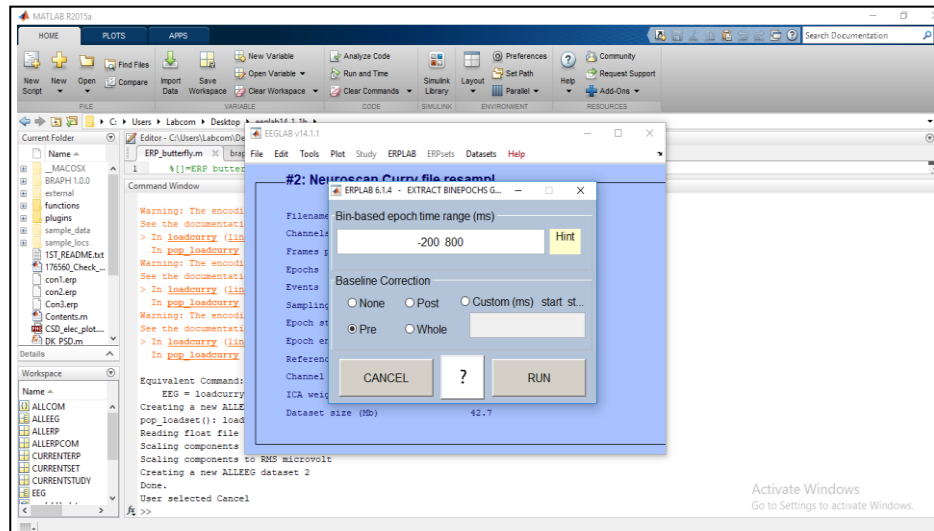 MATLAB R2015a
HOME PLOTS APPS
Search Documentation
New Script
New
Open
Find Files
Compare
Import Data
Save Workspace
New Variable
Open Variable
Clear Workspace
Analyze Code
Run and Time
Clear Commands
Simulink Library
Layout
Preferences
Set Path
Parallel
Help
Community
Request Support
Add-Ons
FILE VARIABLE CODE SIMULINK ENVIRONMENT RESOURCES
C: Users Labcom Desktop
Current Folder
Name
__MACOSX
BRAPH 1.0.0
external
functions
plugins
sample_data
sample_locs
1ST_README.txt
176560_Check_...
con1.erp
con2.erp
Con3.erp
Contents.m
CSD_elec_plot....
DK_PSD.m
Details
Workspace
Name
ALLCOM
ALLEEG
ALLERP
ALLERPCOM
CURRENTERP
CURRENTSET
CURRENTSTUDY
EEG
Editor - C:\Users\Labcom\De
ERP_butterfly.m
brap
1 %[]=ERP butter
Command Window
Warning: The encodi
See the documentati
> In loadcurry (lin
In pop_loadcurry
Warning: The encodi
See the documentati
> In loadcurry (lin
In pop_loadcurry
Warning: The encodi
See the documentati
> In loadcurry (lin
In pop_loadcurry
Equivalent Command:
EEG = loadcurry
Creating a new ALLE
pop_loadset(): load
Reading float file
Scaling components
Scaling components to RMS microvolt
Creating a new ALLEEG dataset 2
Done.
User selected Cancel
fx >>
EEGLAB v14.1.1
File Edit Tools Plot Study ERPLAB ERPsets Datasets Help
#2: Neuroscan Curry file resampl
Filename
Channels
Frames p
Epochs
Events
Sampling
Epoch st
Epoch en
Referenc
Channel
ICA weig
Dataset size (Mb) 42.7
ERPLAB 6.1.4 - EXTRACT BINEPOCHS G...
Bin-based epoch time range (ms)
-200 800
Hint
Baseline Correction
None Post Custom (ms) start st...
Pre Whole
CANCEL ? RUN
Activate Windows
Go to Settings to activate Windows.